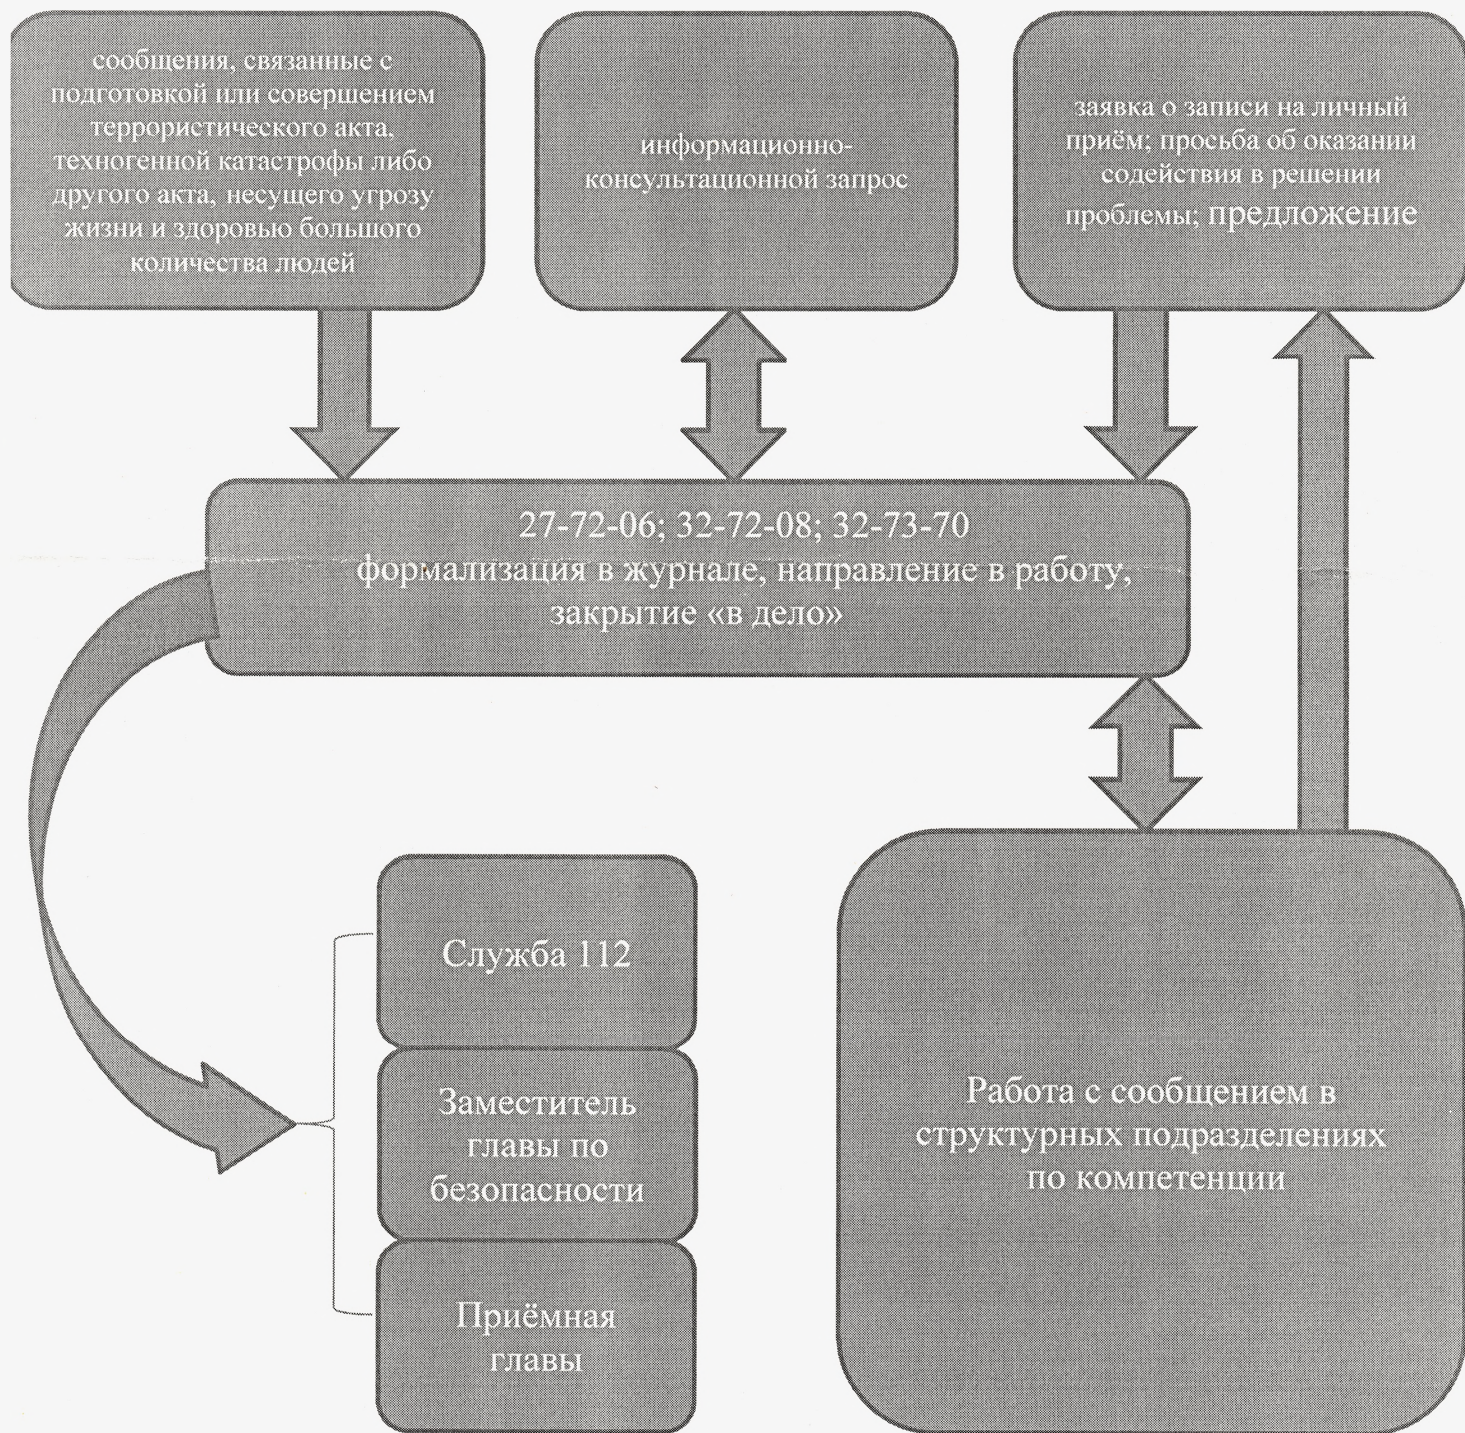 сообщения, связанные с
подготовкой или совершением
террористического акта,
техногенной катастрофы либо
другого акта, несущего угрозу
жизни и здоровью большого
количества людей
информационно-
консультационной запрос
заявка о записи на личный
приём; просьба об оказании
содействия в решении
проблемы; предложение
27-72-06; 32-72-08; 32-73-70
формализация в журнале, направление в работу,
закрытие «в дело»
Служба 112
Заместитель
главы по
безопасности
Приёмная
главы
Работа с сообщением в
структурных подразделениях
по компетенции